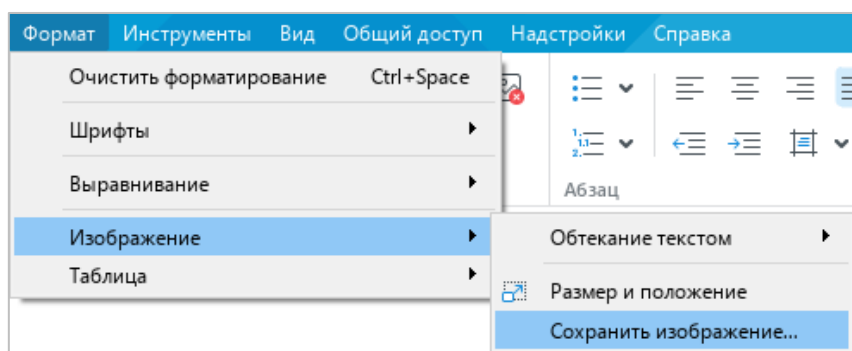 Формат Инструменты Вид Общий доступ Надстройки Справка
Очистить форматирование Ctrl+Space
Шрифты
Выравнивание
Абзац
Изображение
Обтекание текстом
Таблица
Размер и положение
Сохранить изображение...